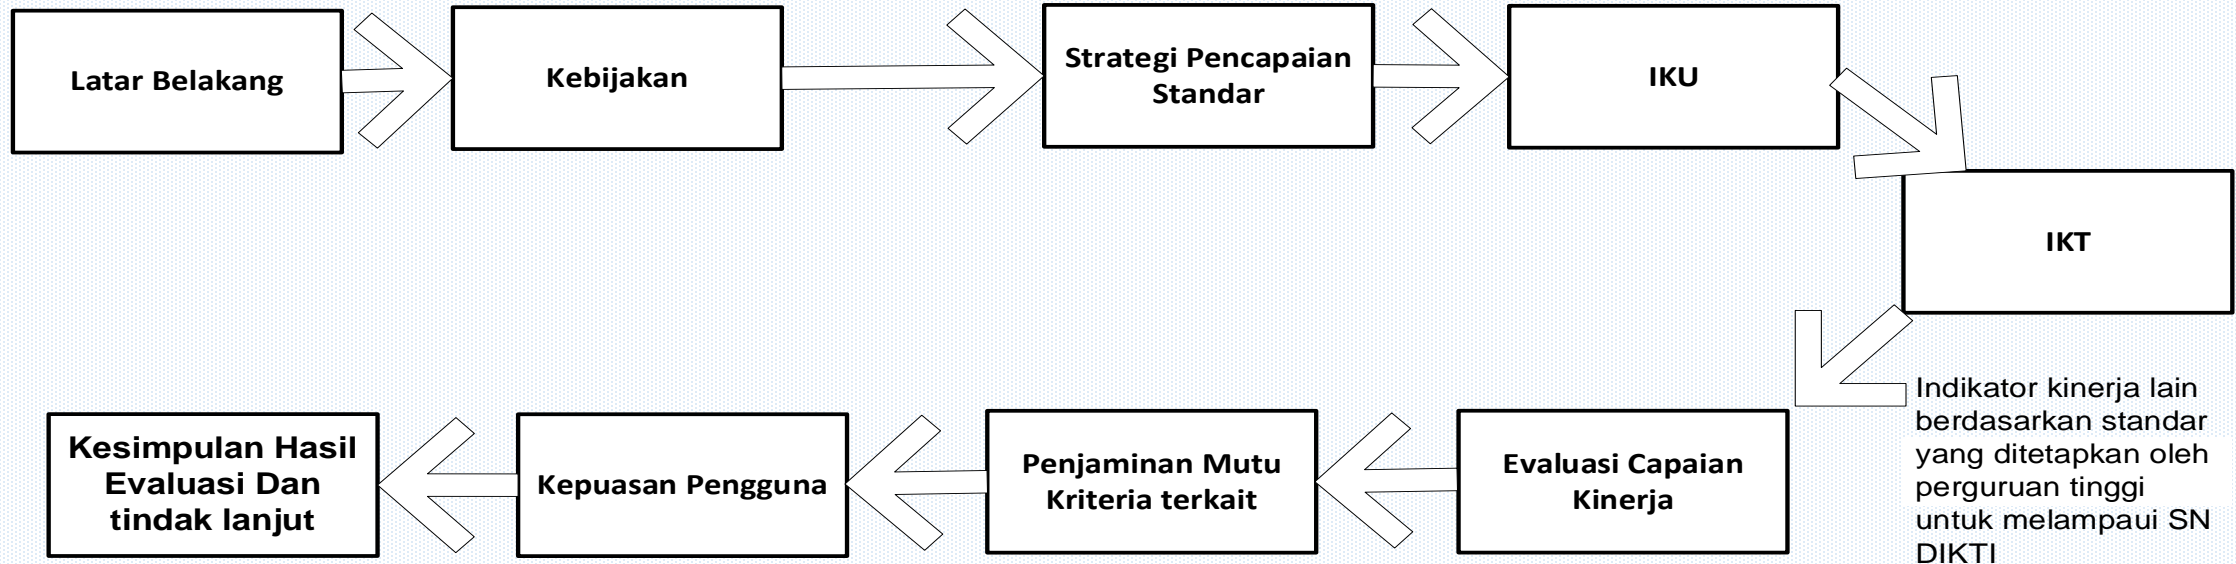 Latar Belakang
Kebijakan
Strategi Pencapaian
Standar
IKU
IKT
Indikator kinerja lain
berdasarkan standar
yang ditetapkan oleh
perguruan tinggi
untuk melampaui SN
DIKTI
Evaluasi Capaian
Kinerja
Penjaminan Mutu
Kriteria terkait
Kepuasan Pengguna
Kesimpulan Hasil
Evaluasi Dan
tindak lanjut